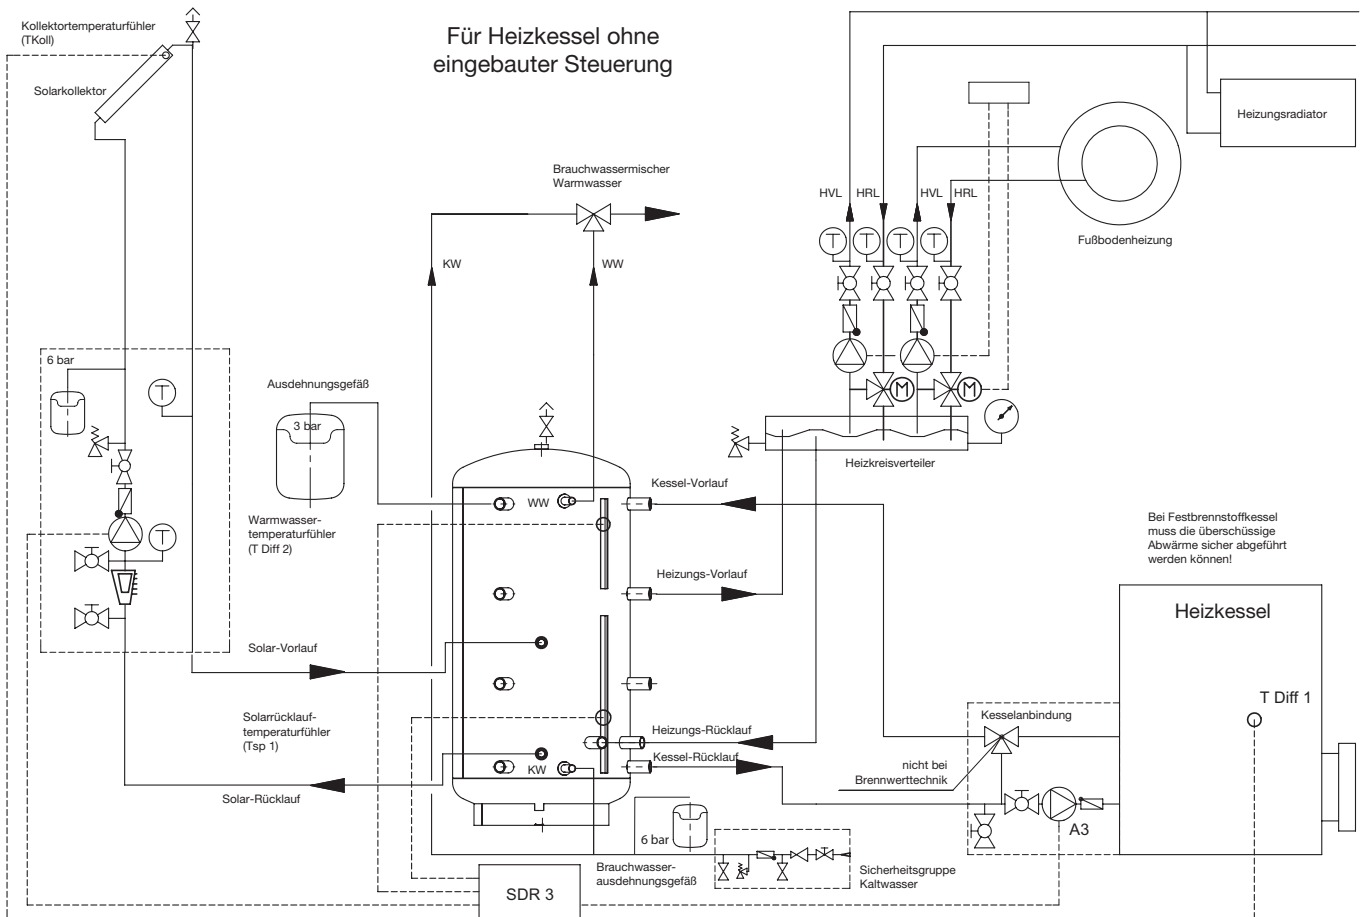 Kollektortemperaturfühler
(TKoll)
Solarkollektor
Für Heizkessel ohne
eingebauter Steuerung
Heizungsradiator
Brauchwassermischer
Warmwasser
HVL
HRL
HVL
HRL
Fußbodenheizung
T
T
T
T
KW
WW
6 bar
T
Ausdehnungsgefäß
3 bar
M
M
Heizkreisverteiler
Kessel-Vorlauf
WW
Warmwasser-
temperaturfühler
(T Diff 2)
T
Bei Festbrennstoffkessel
muss die überschüssige
Abwärme sicher abgeführt
werden können!
Heizungs-Vorlauf
Heizkessel
Solar-Vorlauf
T Diff 1
Solarrücklauf-
temperaturfühler
(Tsp 1)
Kesselanbindung
Heizungs-Rücklauf
Kessel-Rücklauf
KW
nicht bei
Brennwerttechnik
Solar-Rücklauf
A3
6 bar
Brauchwasser-
ausdehnungsgefäß
Sicherheitsgruppe
Kaltwasser
SDR 3